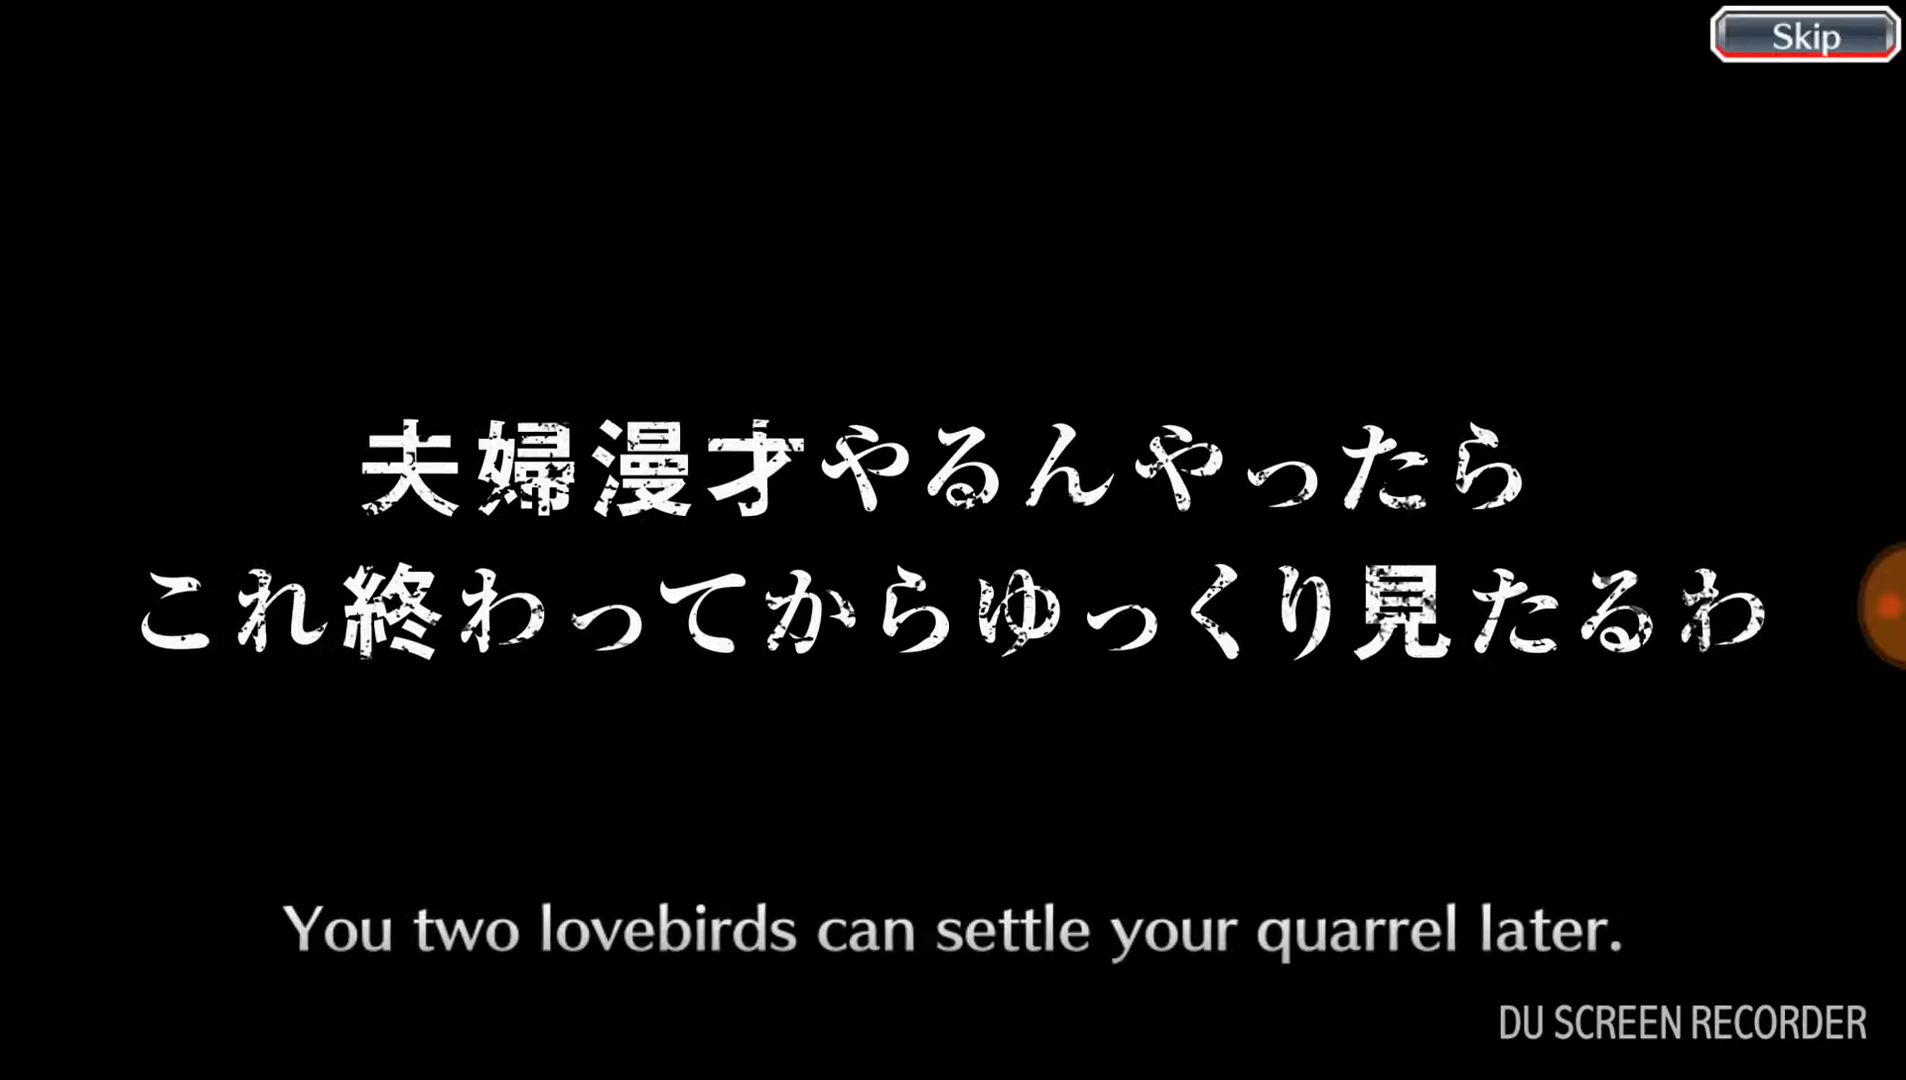 Skip
夫婦漫才やるんやったら
これ終わってからゆっくり見たるわ
You two lovebirds can settle your quarrel later.
DU SCREEN RECORDER